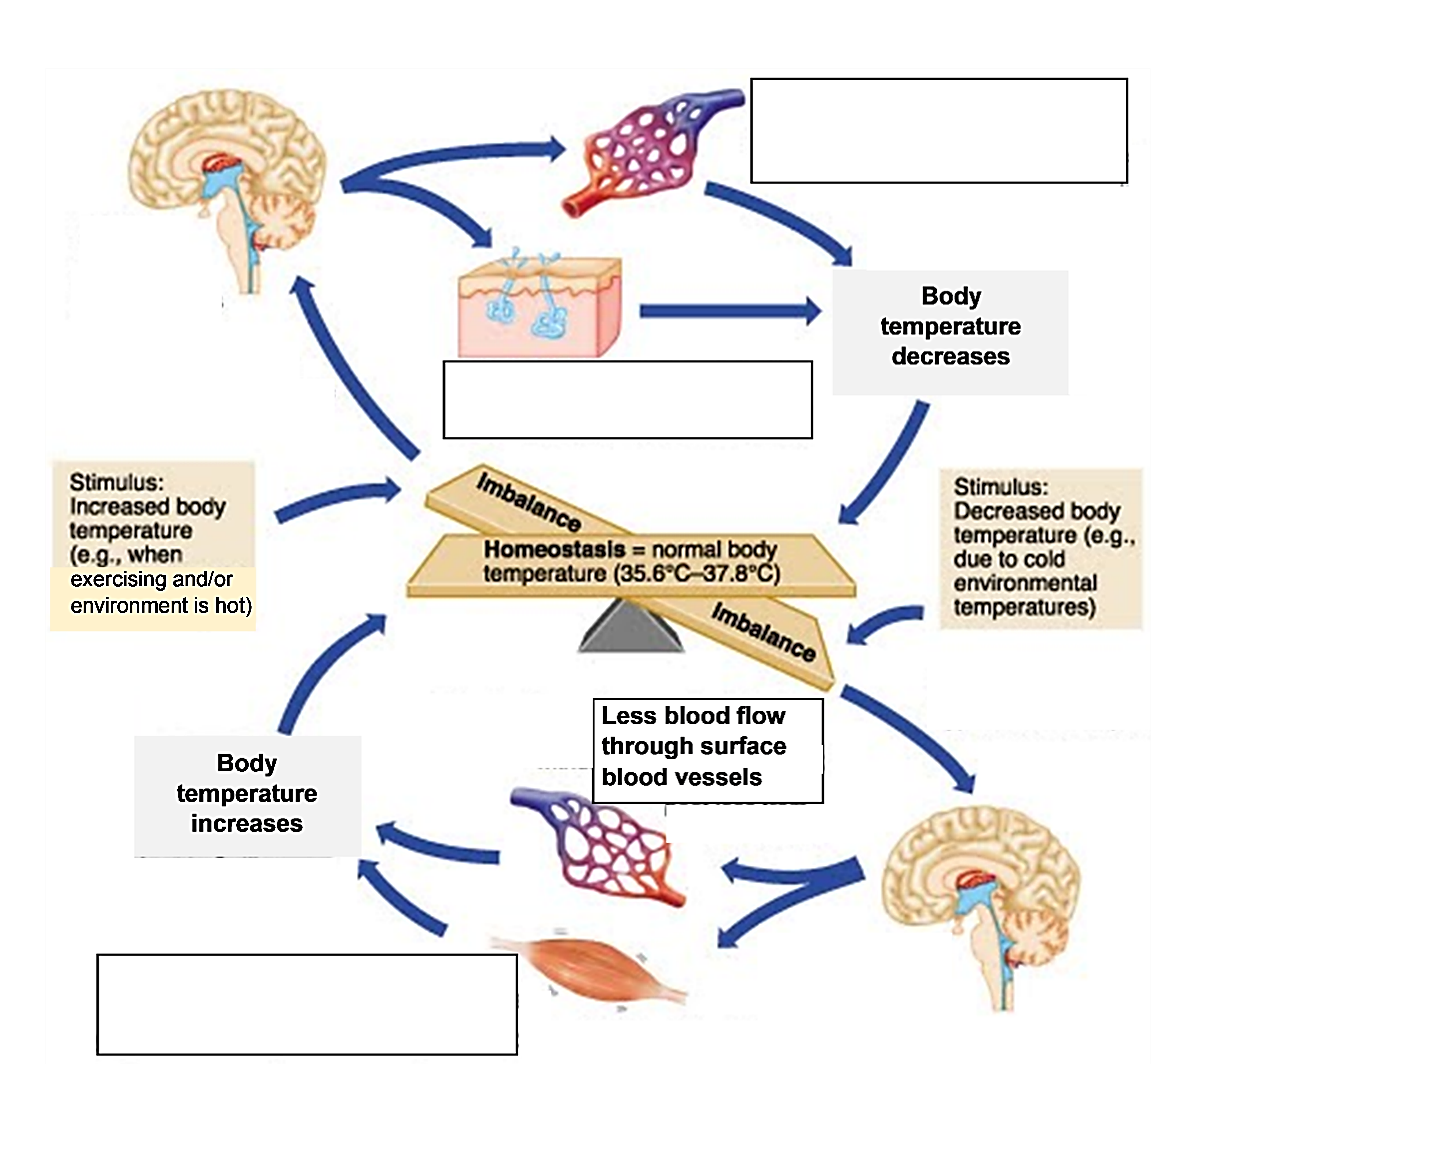 Body
temperature
decreases
Stimulus:
Increased body
temperature
(e.g., when
exercising and/or
environment is hot)
Imbalance
Homeostasis = normal body
temperature (35.6°C–37.8°C)
Imbalance
Stimulus:
Decreased body
temperature (e.g.,
due to cold
environmental
temperatures)
Less blood flow
through surface
blood vessels
Body
temperature
increases